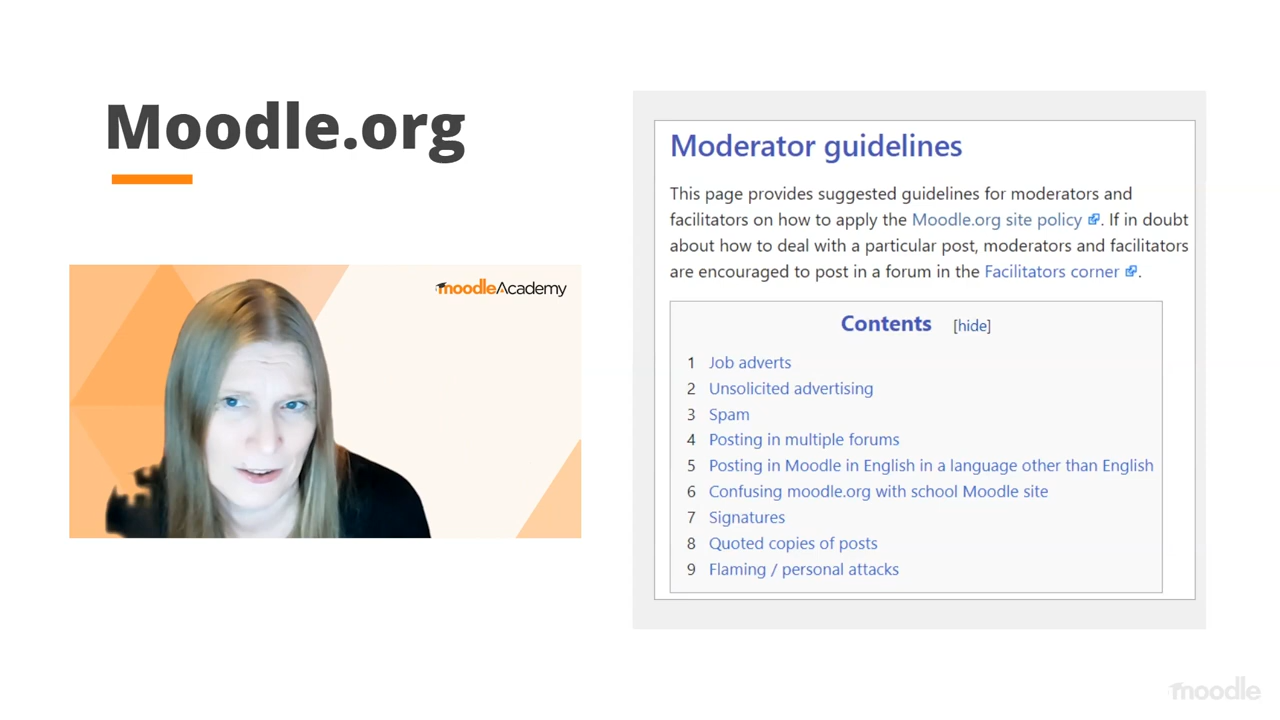 Moodle.org
moodleAcademy
Moderator guidelines
This page provides suggested guidelines for moderators and
facilitators on how to apply the Moodle.org site policy. If in doubt
about how to deal with a particular post, moderators and facilitators
are encouraged to post in a forum in the Facilitators corner.
Contents [hide]
1 Job adverts
2 Unsolicited advertising
3 Spam
4 Posting in multiple forums
5 Posting in Moodle in English in a language other than English
6 Confusing moodle.org with school Moodle site
7 Signatures
8 Quoted copies of posts
9 Flaming / personal attacks
moodle